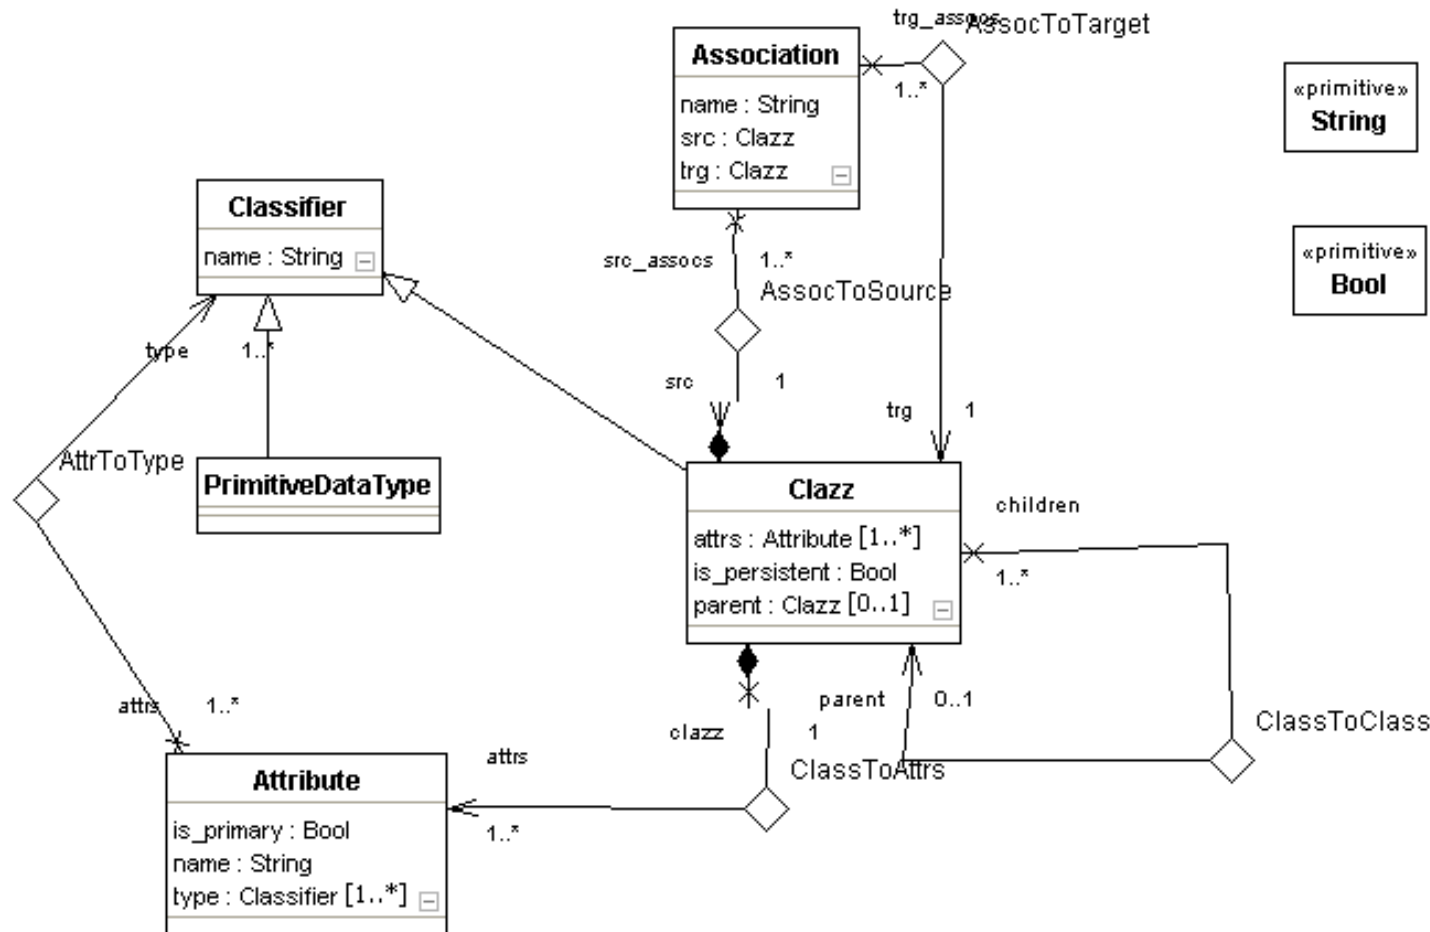 trg_assocs
AssocToTarget
Association
1..*
name : String
src : Clazz
trg : Clazz
«primitive»
String
Classifier
name : String
src_assocs
1..*
AssocToSource
«primitive»
Bool
type
1..*
src
1
trg
1
AttrToType
PrimitiveDataType
Clazz
children
attrs : Attribute [1..*]
is_persistent : Bool
parent : Clazz [0..1]
1..*
attrs
1..*
parent
0..1
clazz
1
ClassToClass
attrs
ClassToAttrs
1..*
Attribute
is_primary : Bool
name : String
type : Classifier [1..*]